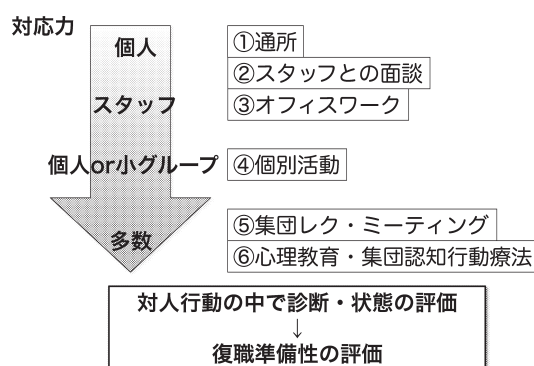 対応力
個人
①通所
②スタッフとの面談
スタッフ
③オフィスワーク
個人or小グループ
④個別活動
⑤集団レク・ミーティング
多数
⑥心理教育・集団認知行動療法
対人行動の中で診断・状態の評価
↓
復職準備性の評価